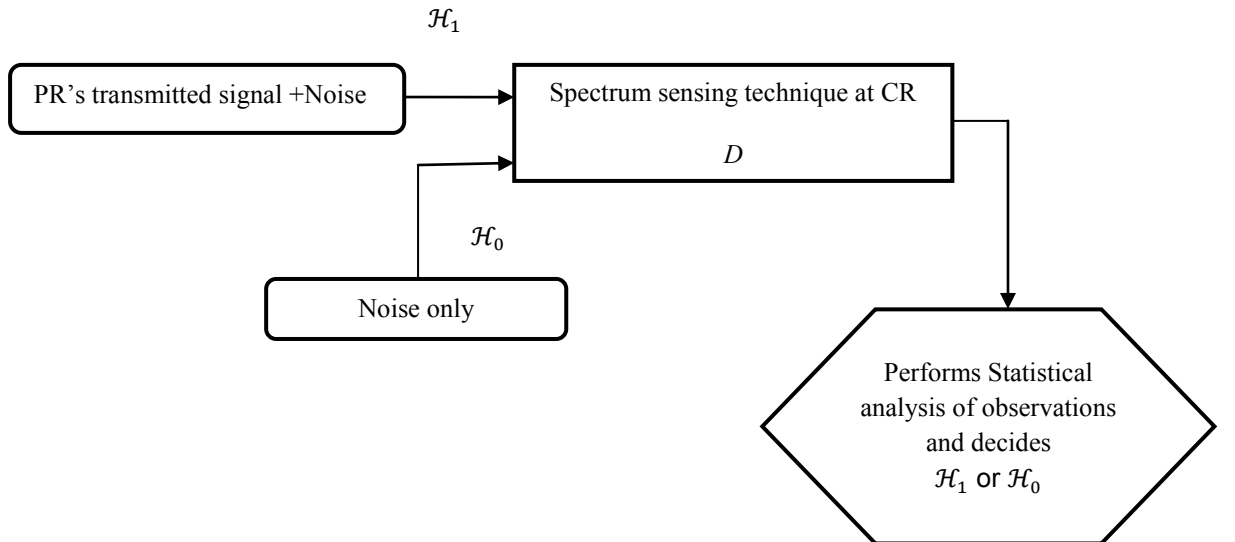 ℋ₁
PR’s transmitted signal +Noise
Spectrum sensing technique at CR
D
ℋ₀
Noise only
Performs Statistical
analysis of observations
and decides
ℋ₁ or ℋ₀